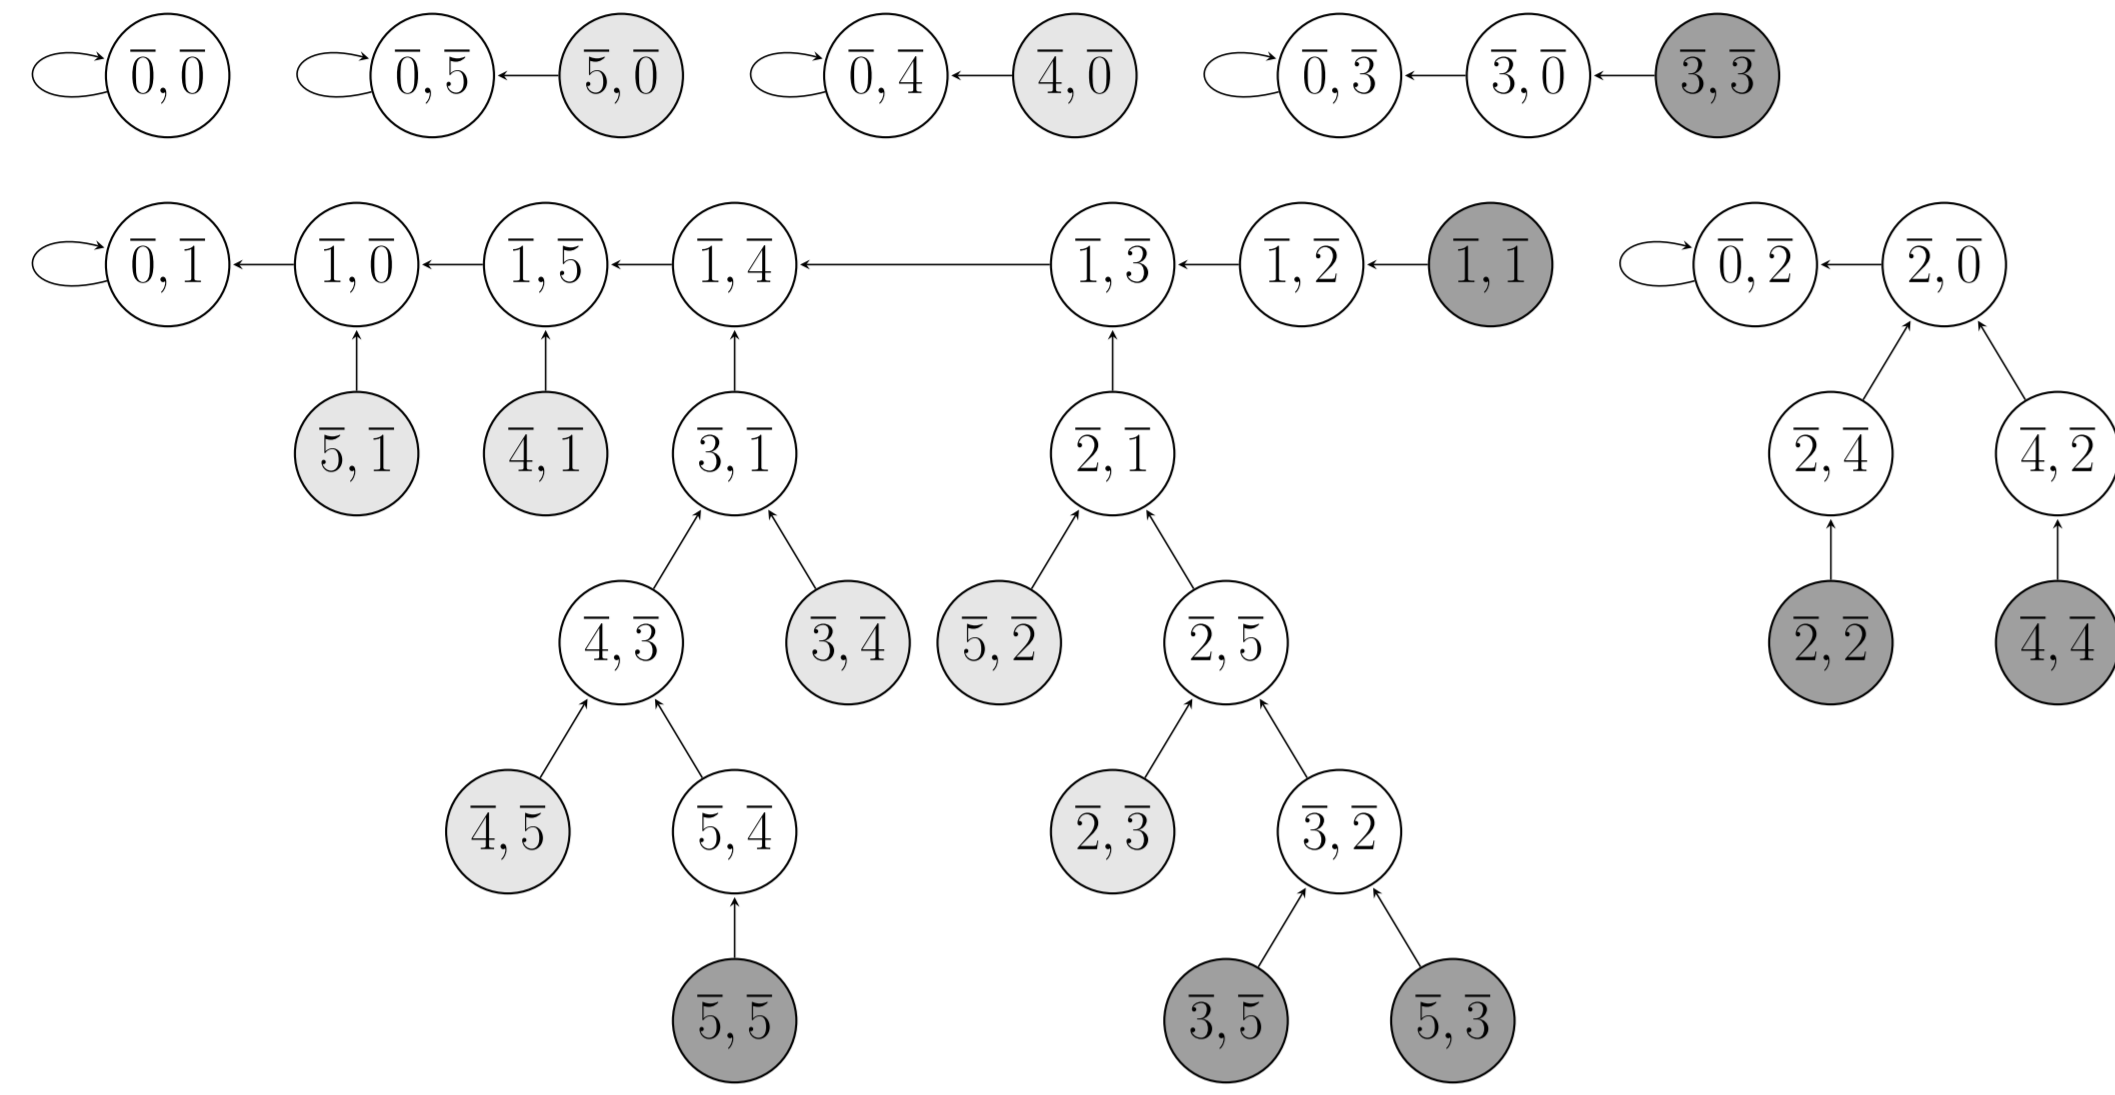 0̅, 0̅ 0̅, 5̅ 5̅, 0̅ 0̅, 4̅ 4̅, 0̅ 0̅, 3̅ 3̅, 0̅ 3̅, 3̅
0̅, 1̅ 1̅, 0̅ 1̅, 5̅ 1̅, 4̅ 1̅, 3̅ 1̅, 2̅ 1̅, 1̅ 0̅, 2̅ 2̅, 0̅
5̅, 1̅ 4̅, 1̅ 3̅, 1̅ 2̅, 1̅ 2̅, 4̅ 4̅, 2̅
4̅, 3̅ 3̅, 4̅ 5̅, 2̅ 2̅, 5̅ 2̅, 2̅ 4̅, 4̅
4̅, 5̅ 5̅, 4̅ 2̅, 3̅ 3̅, 2̅
5̅, 5̅ 3̅, 5̅ 5̅, 3̅